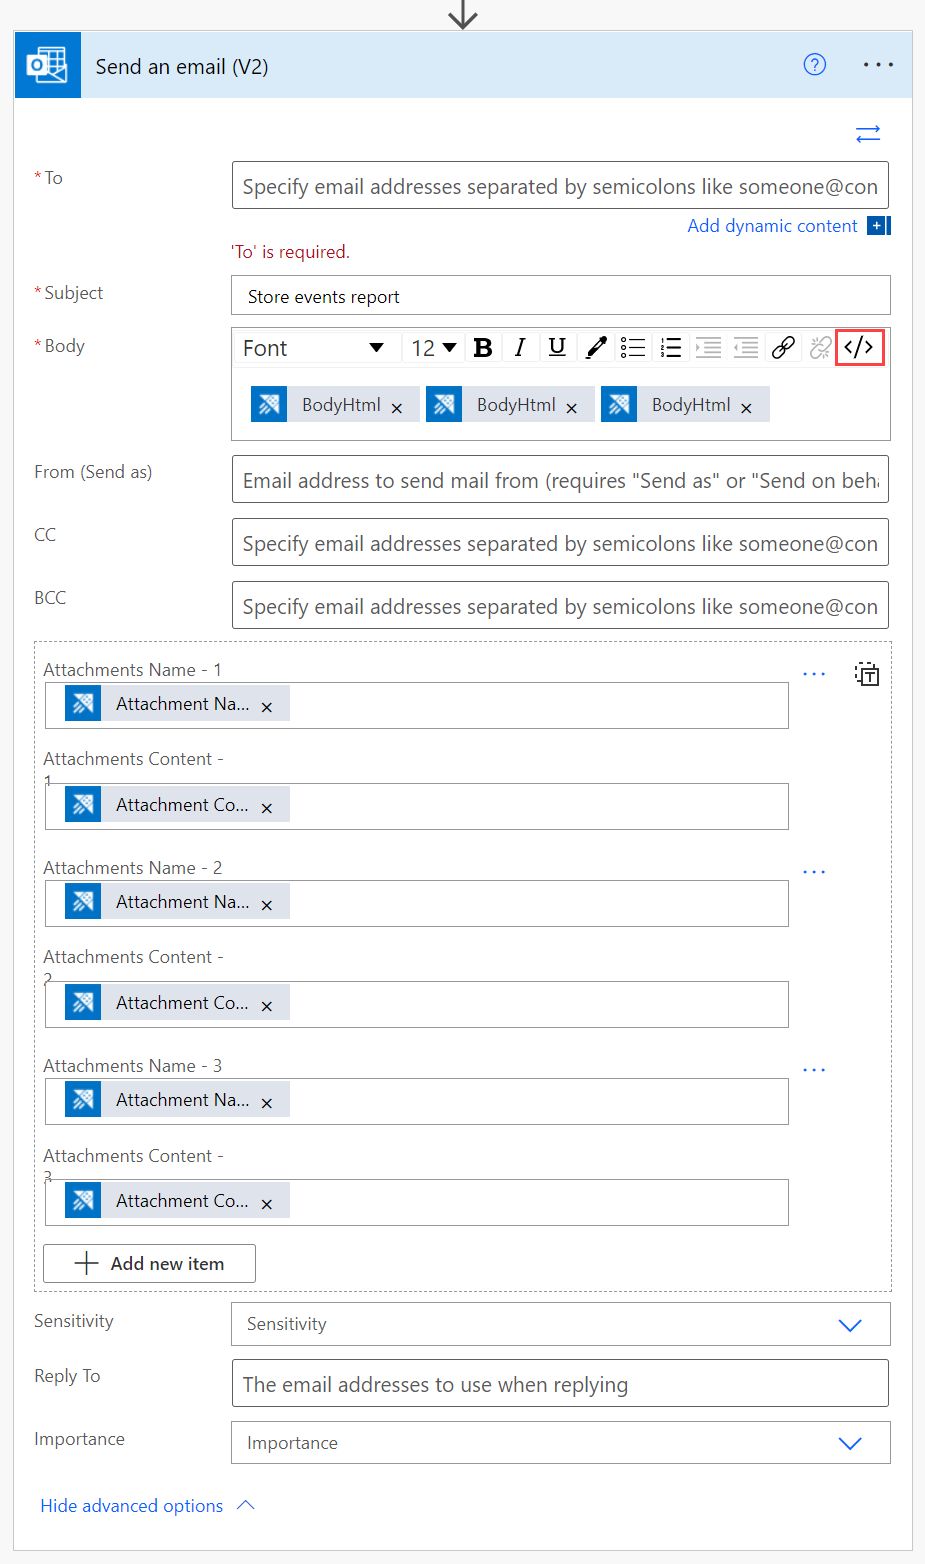 Send an email (V2)
* To
Specify email addresses separated by semicolons like someone@con
Add dynamic content
'To' is required.
* Subject
Store events report
* Body
Font 12 B I U </>
BodyHtml × BodyHtml × BodyHtml ×
From (Send as)
Email address to send mail from (requires "Send as" or "Send on beha
CC
Specify email addresses separated by semicolons like someone@con
BCC
Specify email addresses separated by semicolons like someone@con
Attachments Name - 1
Attachment Na... ×
Attachments Content -
1
Attachment Co... ×
Attachments Name - 2
Attachment Na... ×
Attachments Content -
2
Attachment Co... ×
Attachments Name - 3
Attachment Na... ×
Attachments Content -
3
Attachment Co... ×
Add new item
Sensitivity
Sensitivity
Reply To
The email addresses to use when replying
Importance
Importance
Hide advanced options